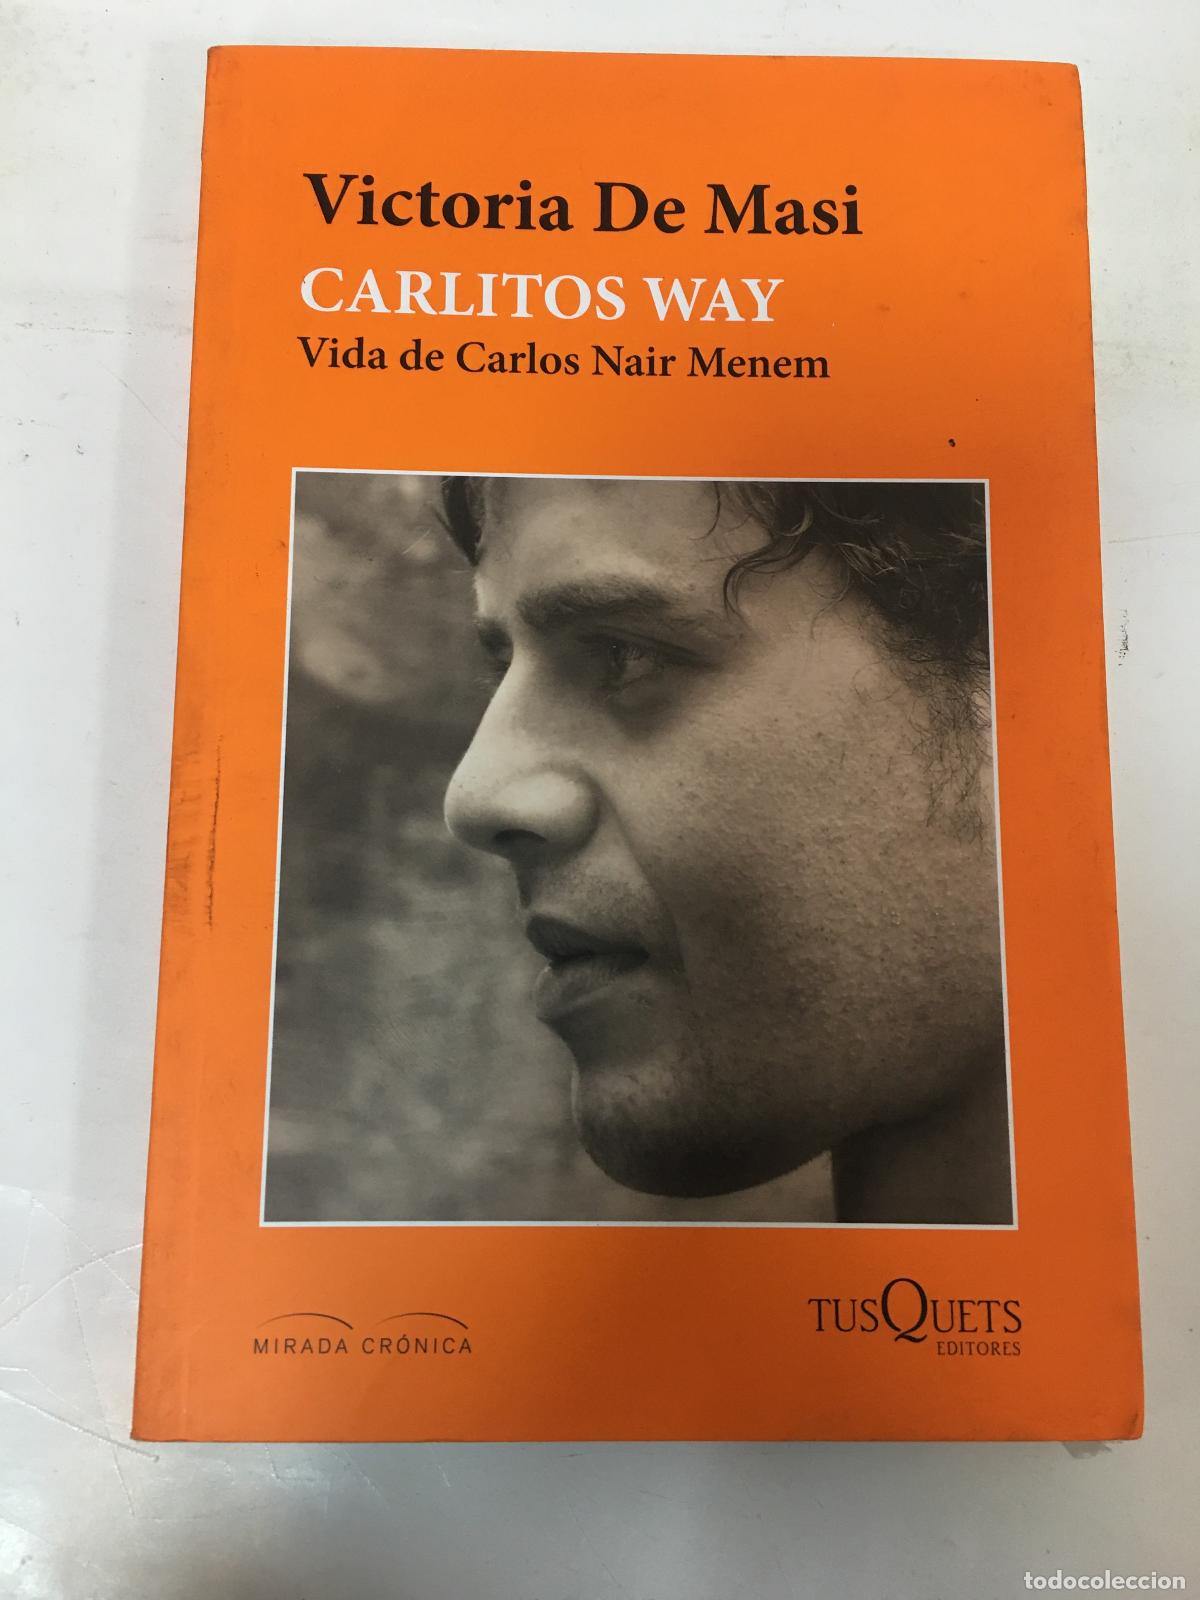 Victoria De Masi
CARLITOS WAY
Vida de Carlos Nair Menem
MIRADA CRÓNICA
TUSQUETS
EDITORES
todocoleccion